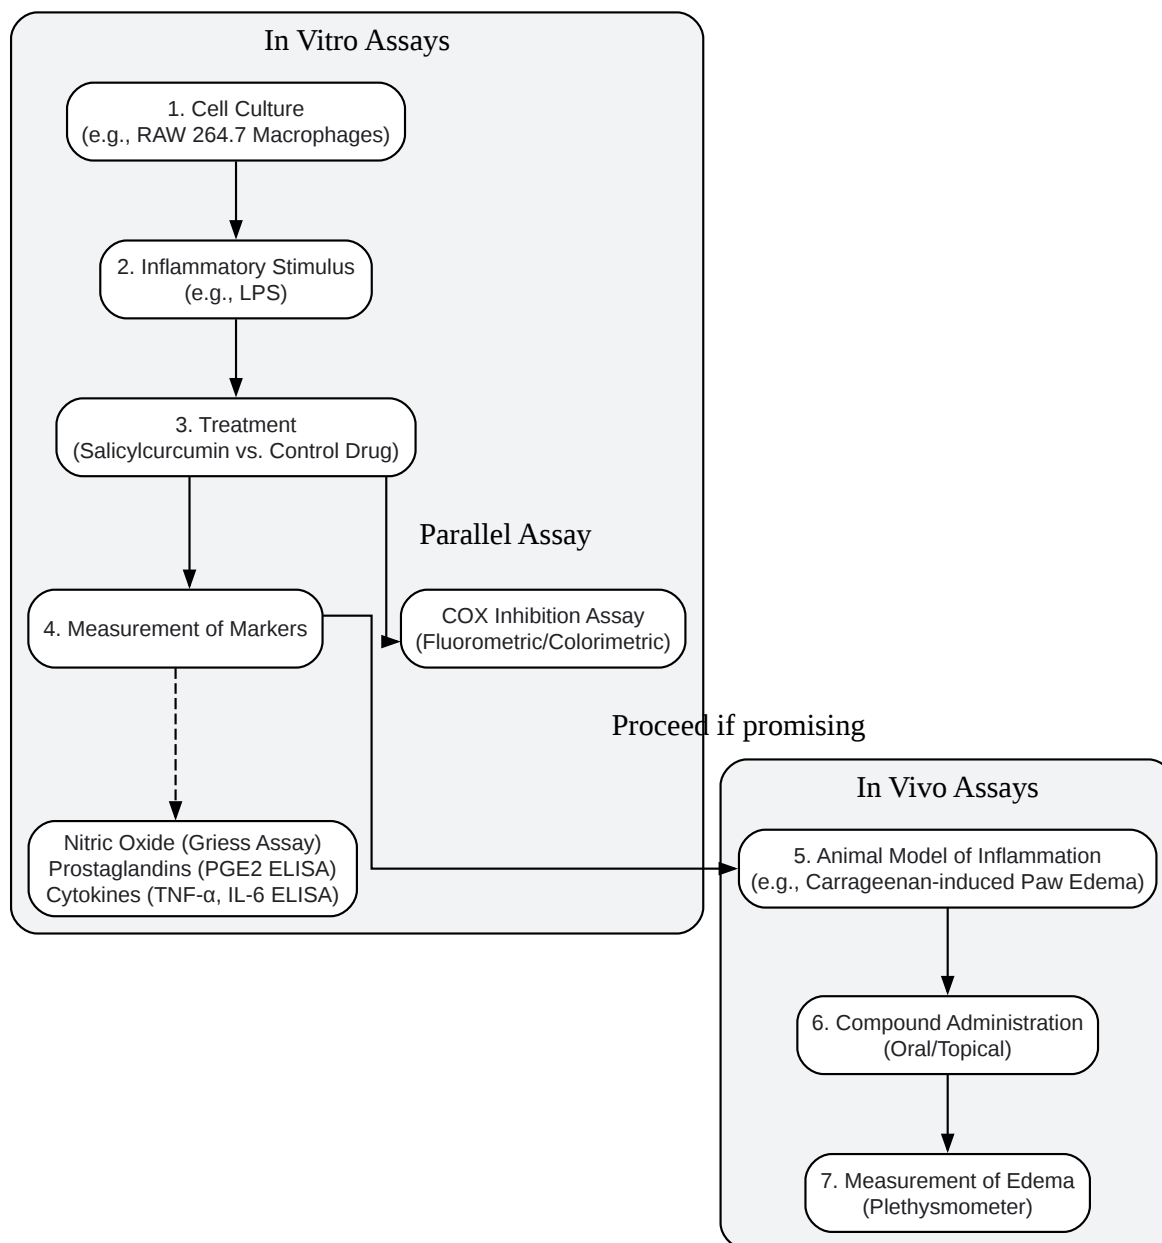 In Vitro Assays
1. Cell Culture
(e.g., RAW 264.7 Macrophages)
2. Inflammatory Stimulus
(e.g., LPS)
3. Treatment
(Salicylcurcumin vs. Control Drug)
Parallel Assay
4. Measurement of Markers
COX Inhibition Assay
(Fluorometric/Colorimetric)
Proceed if promising
Nitric Oxide (Griess Assay)
Prostaglandins (PGE2 ELISA)
Cytokines (TNF-α, IL-6 ELISA)
In Vivo Assays
5. Animal Model of Inflammation
(e.g., Carrageenan-induced Paw Edema)
6. Compound Administration
(Oral/Topical)
7. Measurement of Edema
(Plethysmometer)